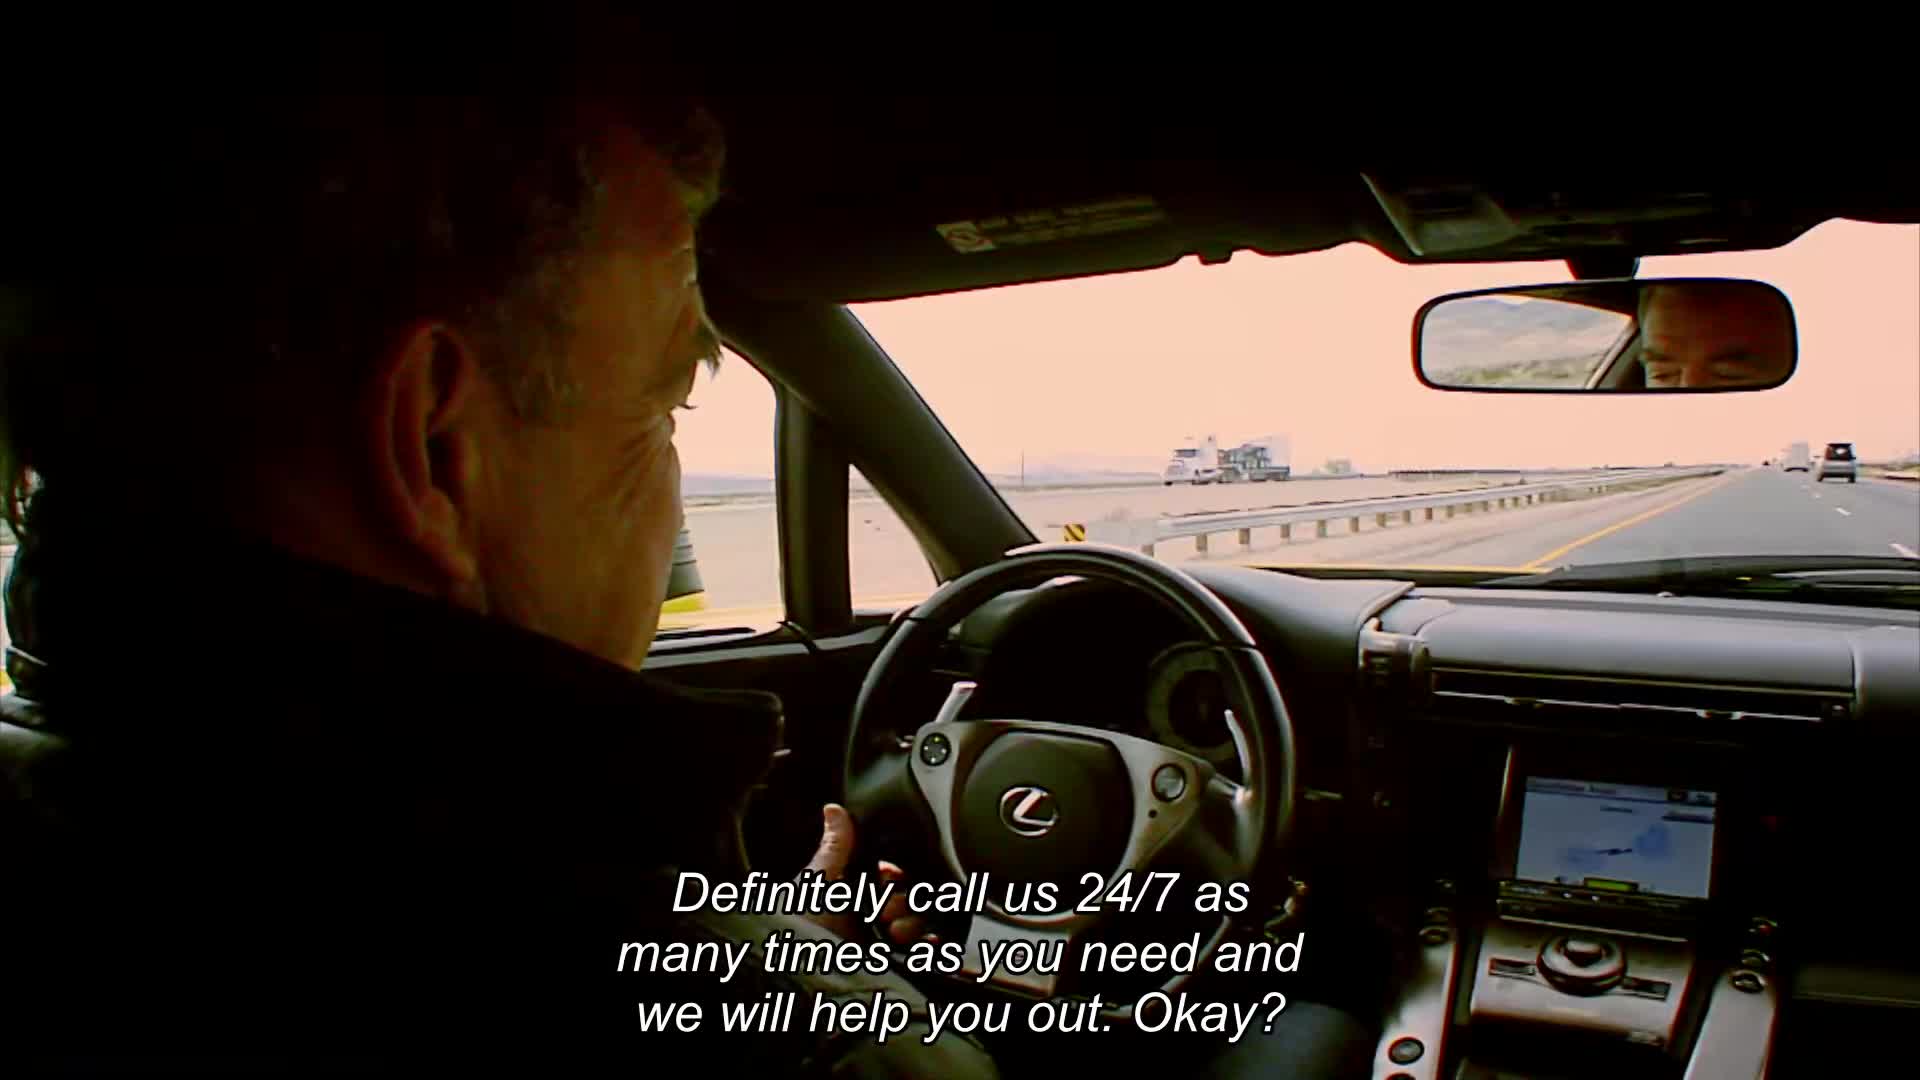 Definitely call us 24/7 as
many times as you need and
we will help you out. Okay?